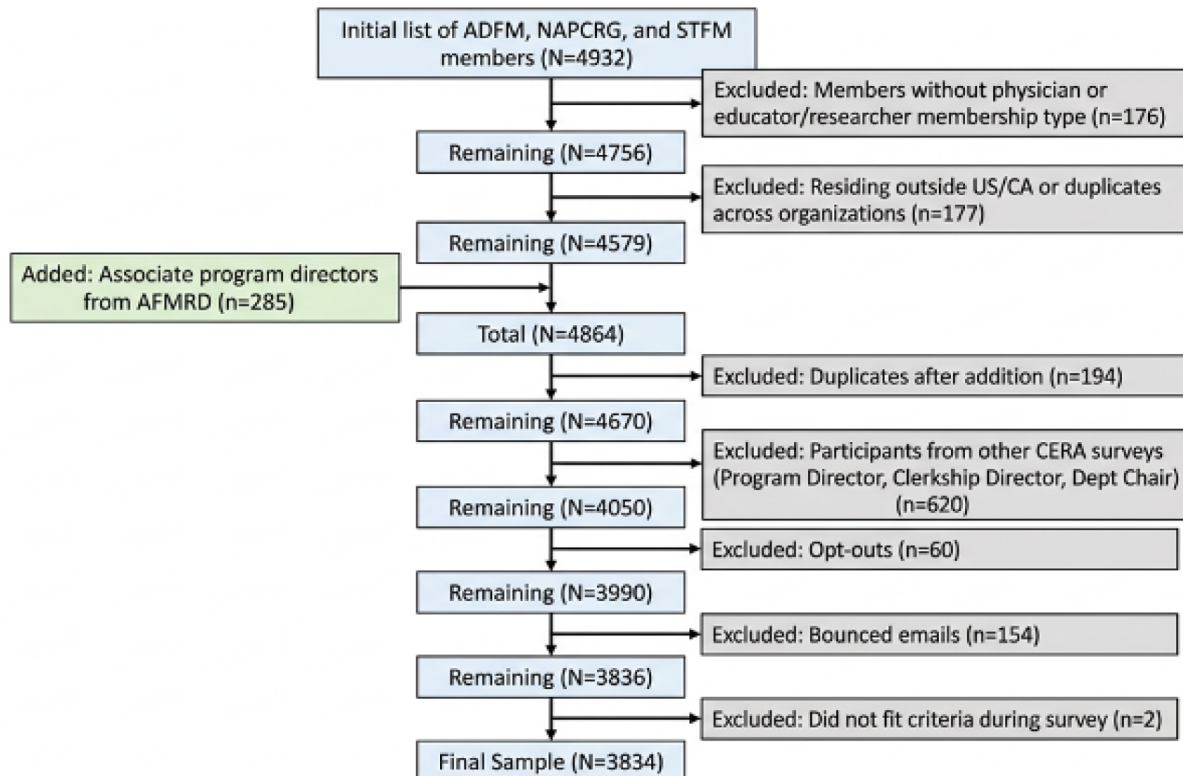 Initial list of ADFM, NAPCRG, and STFM
members (N=4932)
Excluded: Members without physician or
educator/researcher membership type (n=176)
Remaining (N=4756)
Excluded: Residing outside US/CA or duplicates
across organizations (n=177)
Remaining (N=4579)
Added: Associate program directors
from AFMRD (n=285)
Total (N=4864)
Excluded: Duplicates after addition (n=194)
Remaining (N=4670)
Excluded: Participants from other CERA surveys
(Program Director, Clerkship Director, Dept Chair)
(n=620)
Remaining (N=4050)
Excluded: Opt-outs (n=60)
Remaining (N=3990)
Excluded: Bounced emails (n=154)
Remaining (N=3836)
Excluded: Did not fit criteria during survey (n=2)
Final Sample (N=3834)